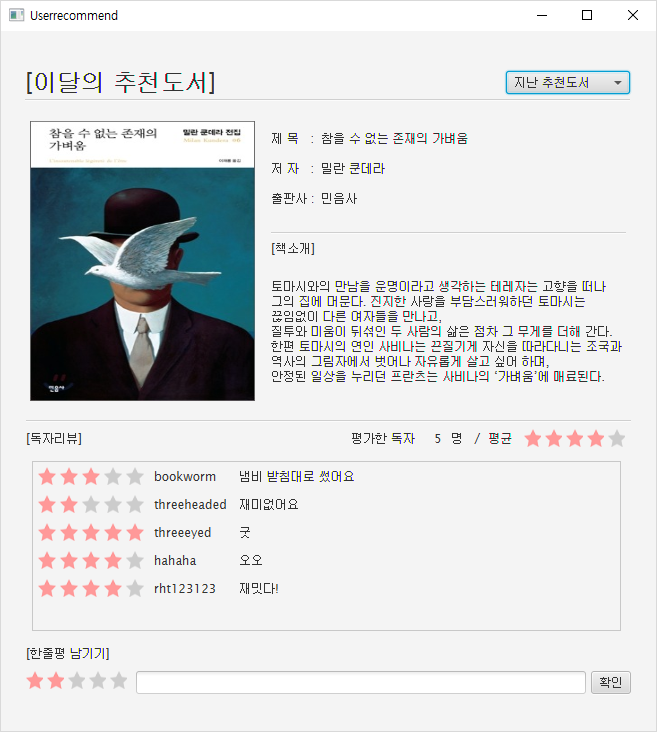 Userrecommend
[이달의 추천도서]
지난 추천도서
참을 수 없는 존재의
가벼움
밀란 쿤데라 전집
Milan Kundera 06
이재룡 옮김
민음사
제 목 : 참을 수 없는 존재의 가벼움
저 자 : 밀란 쿤데라
출판사 : 민음사
[책소개]
토마시와의 만남을 운명이라고 생각하는 테레자는 고향을 떠나
그의 집에 머문다. 진지한 사랑을 부담스러워하던 토마시는
끊임없이 다른 여자들을 만나고,
질투와 미움이 뒤섞인 두 사람의 삶은 점차 그 무게를 더해 간다.
한편 토마시의 연인 사비나는 끈질기게 자신을 따라다니는 조국과
역사의 그림자에서 벗어나 자유롭게 살고 싶어 하며,
안정된 일상을 누리던 프란츠는 사비나의 ‘가벼움’에 매료된다.
[독자리뷰]
평가한 독자 5 명 / 평균
bookworm 냄비 받침대로 썼어요
threeheaded 재미없어요
threeeyed 굿
hahaha 오오
rht123123 재밋다!
[한줄평 남기기]
확인